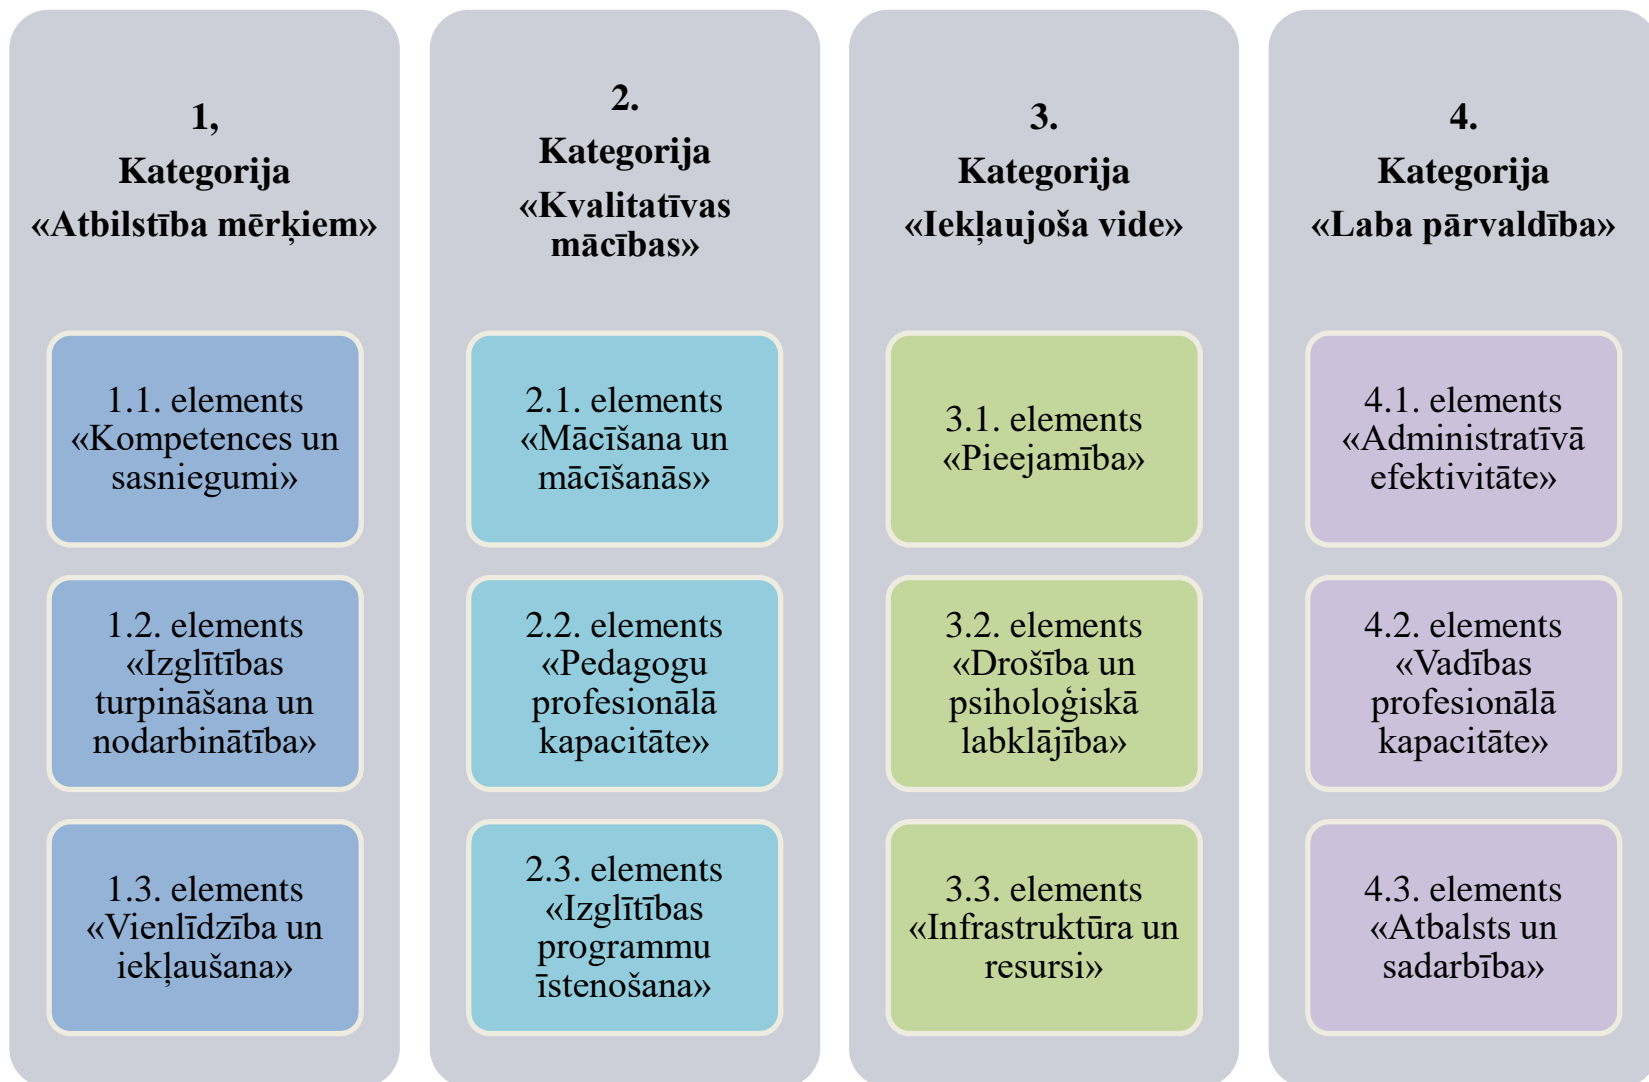 1,
Kategorija
«Atbilstība mērķiem»
1.1. elements
«Kompetences un
sasniegumi»
1.2. elements
«Izglītības
turpināšana un
nodarbinātība»
1.3. elements
«Vienlīdzība un
iekļaušana»
2.
Kategorija
«Kvalitatīvas
mācības»
2.1. elements
«Mācīšana un
mācīšanās»
2.2. elements
«Pedagogu
profesionālā
kapacitāte»
2.3. elements
«Izglītības
programmu
īstenošana»
3.
Kategorija
«Iekļaujoša vide»
3.1. elements
«Pieejamība»
3.2. elements
«Drošība un
psiholoģiskā
labklājība»
3.3. elements
«Infrastruktūra un
resursi»
4.
Kategorija
«Laba pārvaldība»
4.1. elements
«Administratīvā
efektivitāte»
4.2. elements
«Vadības
profesionālā
kapacitāte»
4.3. elements
«Atbalsts un
sadarbība»